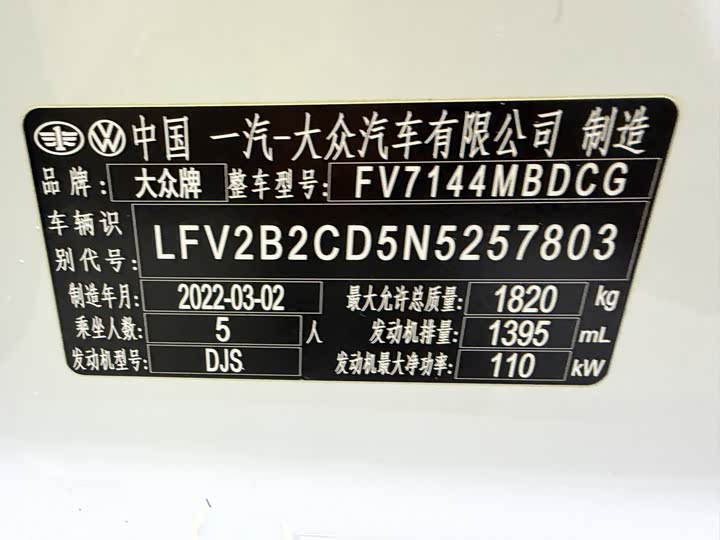 中国 一汽-大众汽车有限公司 制造
品牌: 大众牌 整车型号: FV7144MBDCG
车辆识
别代号: LFV2B2CD5N5257803
制造年月: 2022-03-02 最大允许总质量: 1820 kg
乘坐人数: 5 人 发动机排量: 1395 mL
发动机型号: DJS 发动机最大净功率: 110 kW